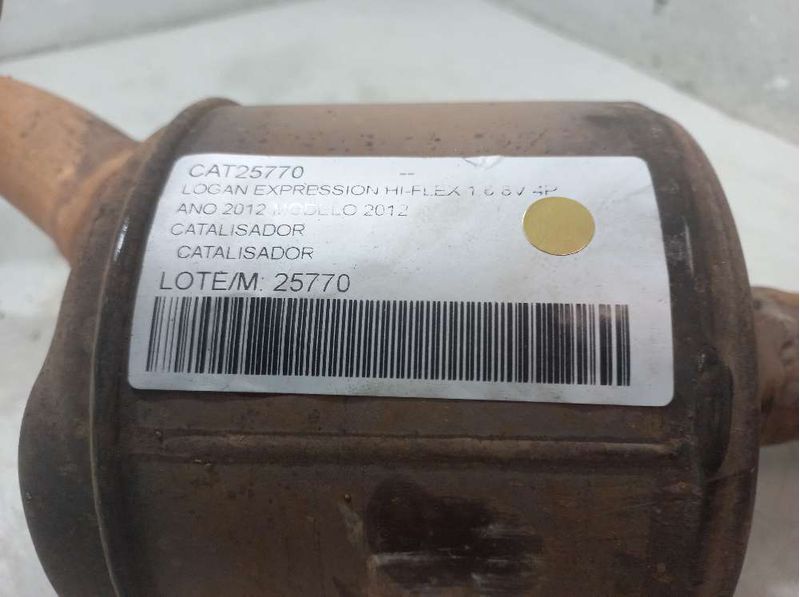 CAT25770 --
LOGAN EXPRESSION HI-FLEX 1.6 8V 4P
ANO 2012 MODELO 2012
CATALISADOR
CATALISADOR
LOTE/M: 25770